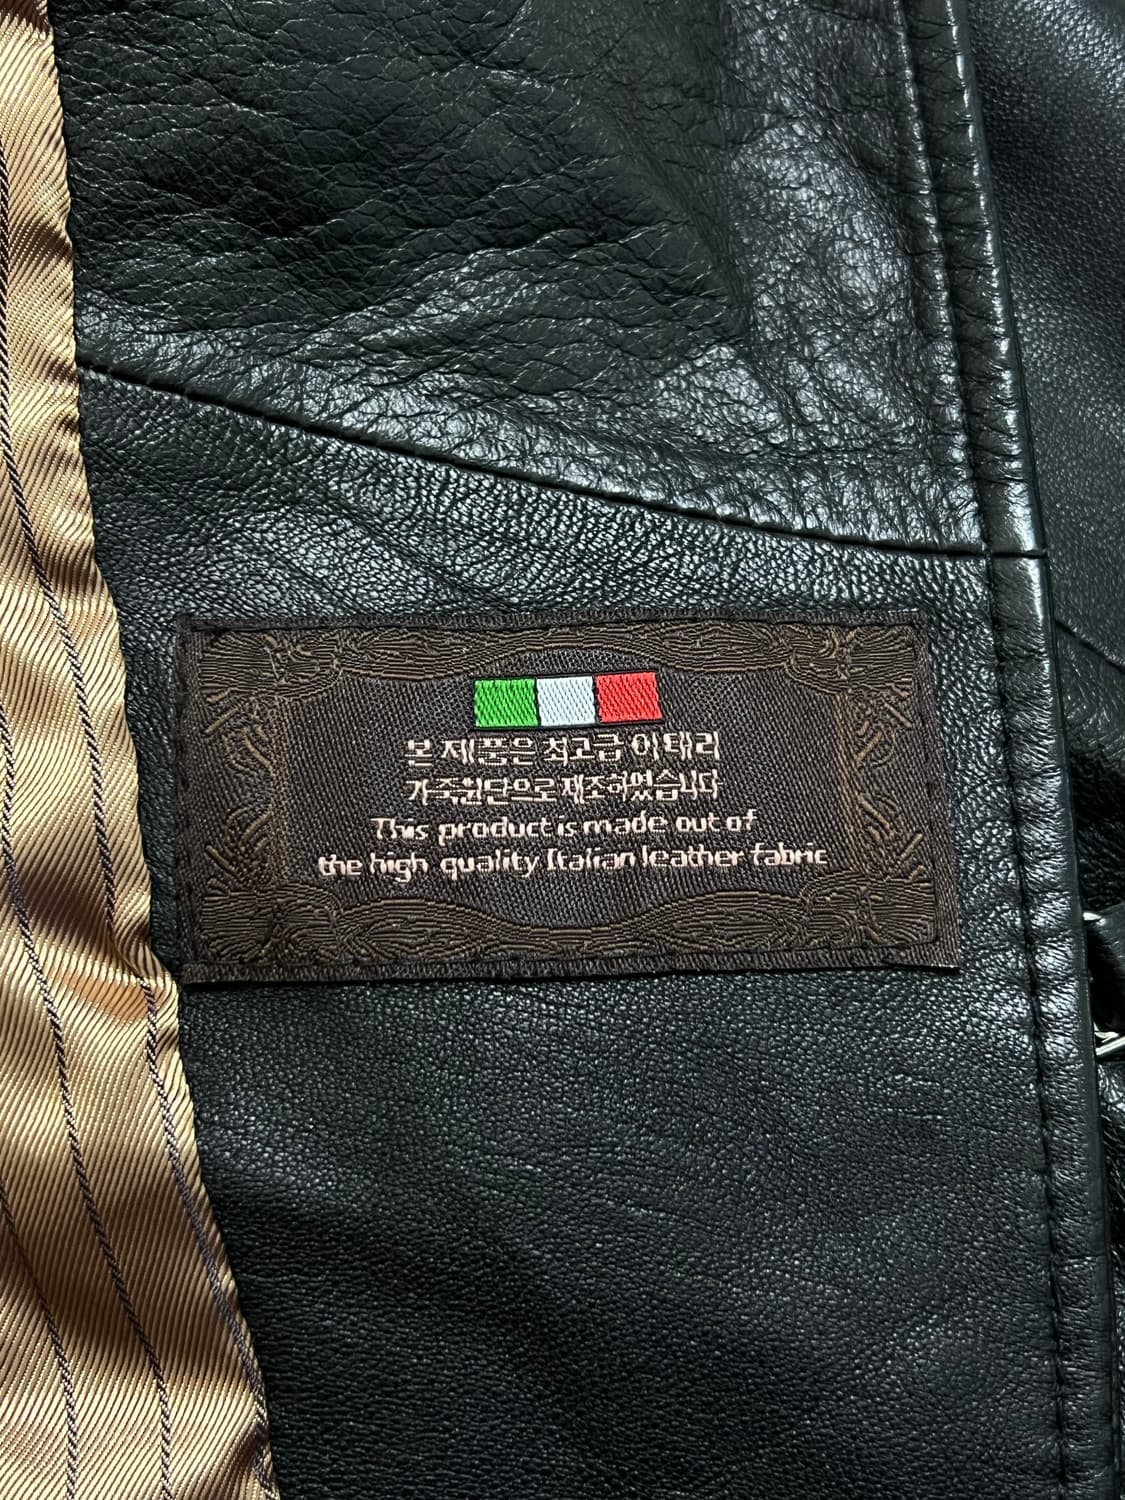 본 제품은 최고급 이태리
가죽원단으로 제조하였습니다
This product is made out of
the high quality Italian leather fabric